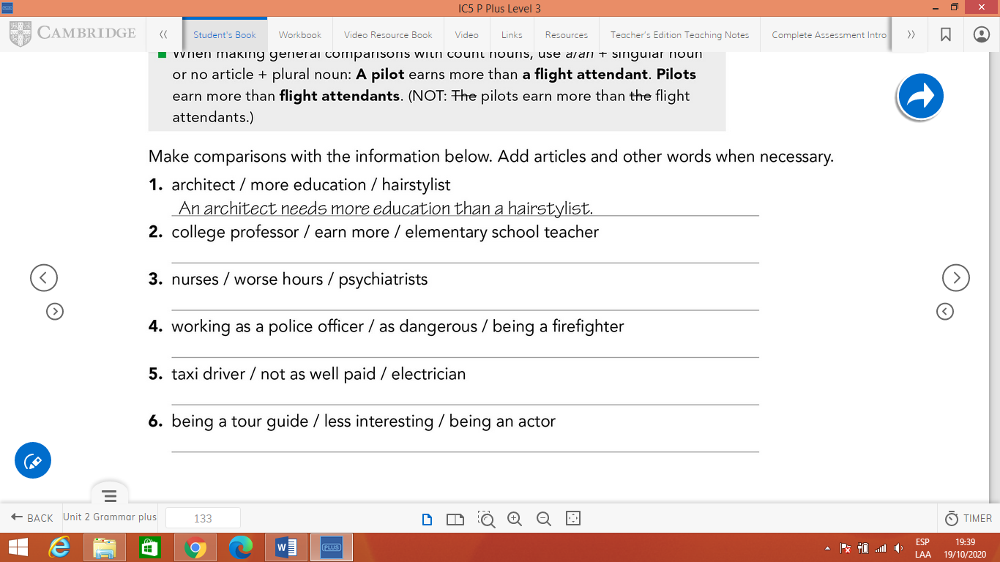 IC5 P Plus Level 3
CAMBRIDGE
Student's Book
Workbook
Video Resource Book
Video
Links
Resources
Teacher's Edition Teaching Notes
Complete Assessment Intro
When making general comparisons with count nouns, use a/an + singular noun
or no article + plural noun: A pilot earns more than a flight attendant. Pilots
earn more than flight attendants. (NOT: The pilots earn more than the flight
attendants.)
Make comparisons with the information below. Add articles and other words when necessary.
1. architect / more education / hairstylist
An architect needs more education than a hairstylist.
2. college professor / earn more / elementary school teacher
3. nurses / worse hours / psychiatrists
4. working as a police officer / as dangerous / being a firefighter
5. taxi driver / not as well paid / electrician
6. being a tour guide / less interesting / being an actor
BACK
Unit 2 Grammar plus
133
TIMER
PLUS
ESP
LAA
19:39
19/10/2020